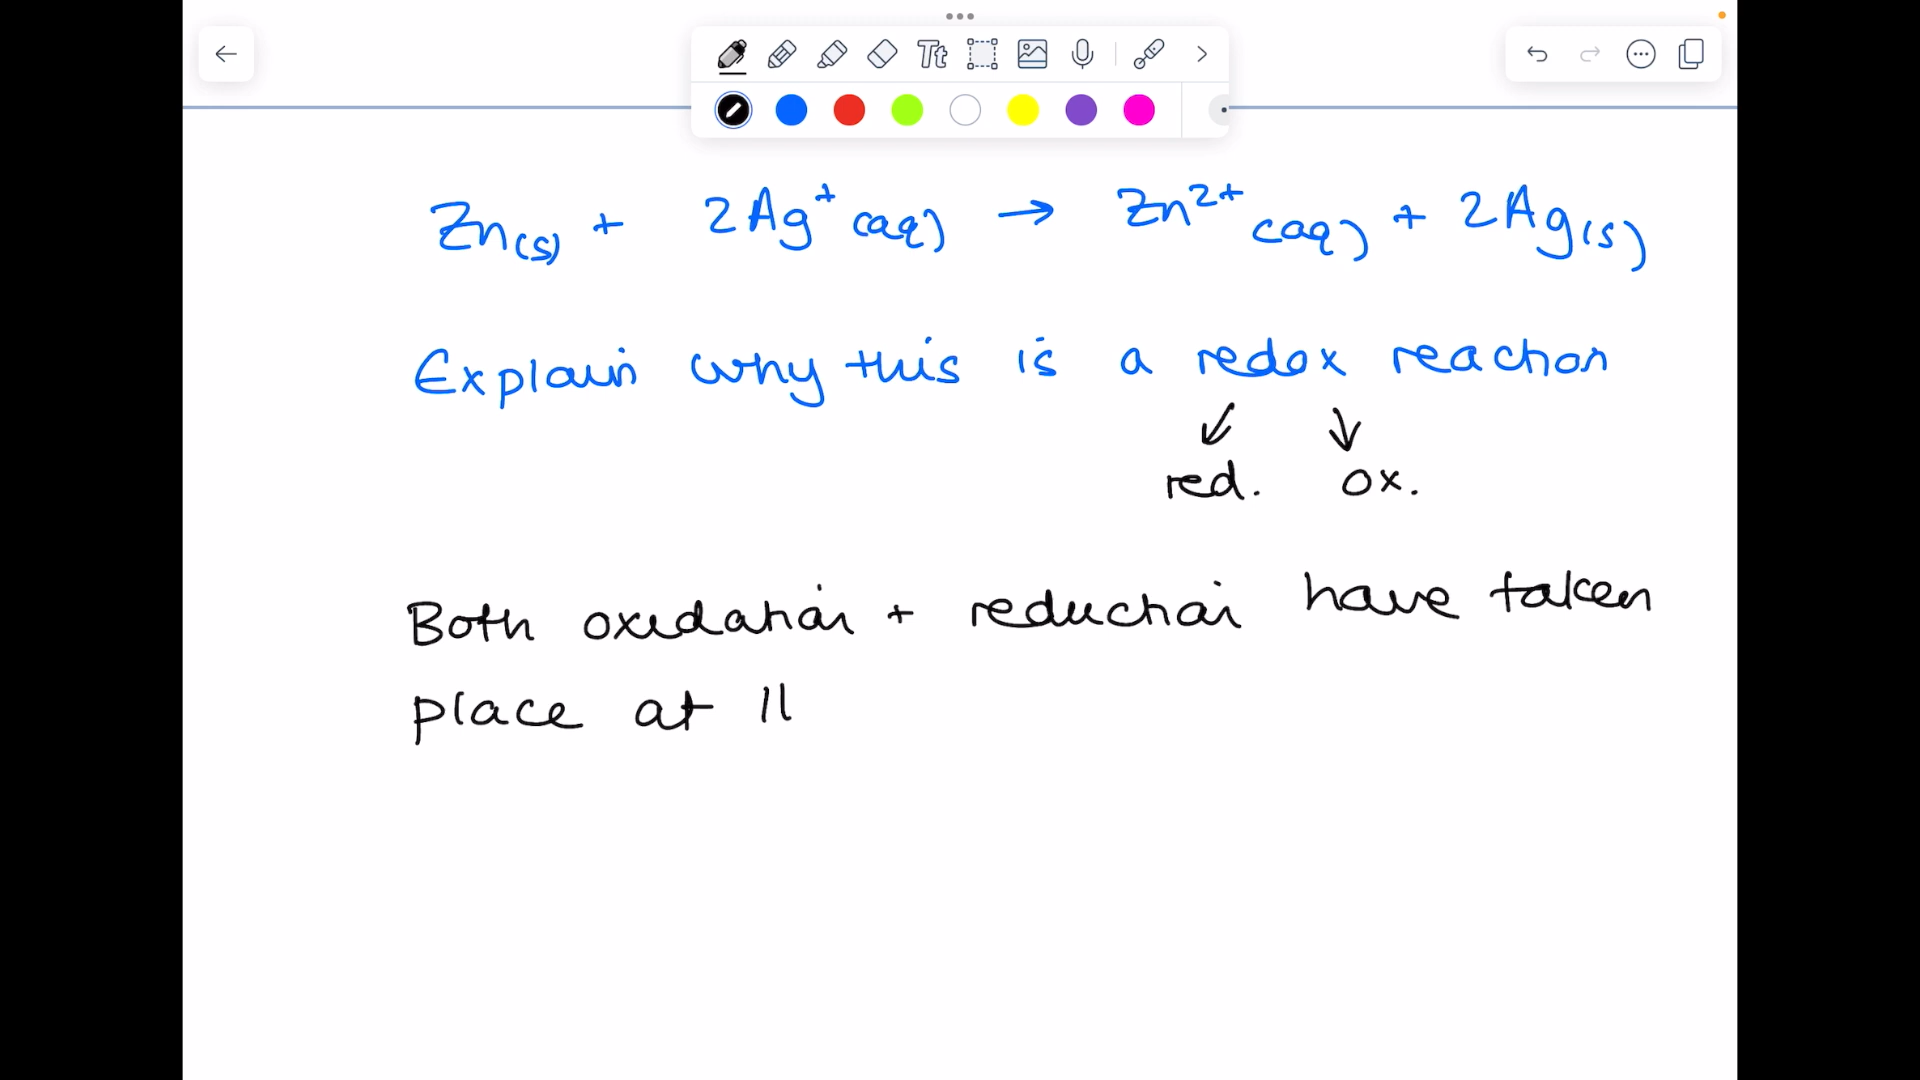 Tt
Zn(s) + 2Ag⁺(aq) → Zn²⁺(aq) + 2Ag(s)
Explain why this is a redox reaction
red. ox.
Both oxidation + reduction have taken
place at